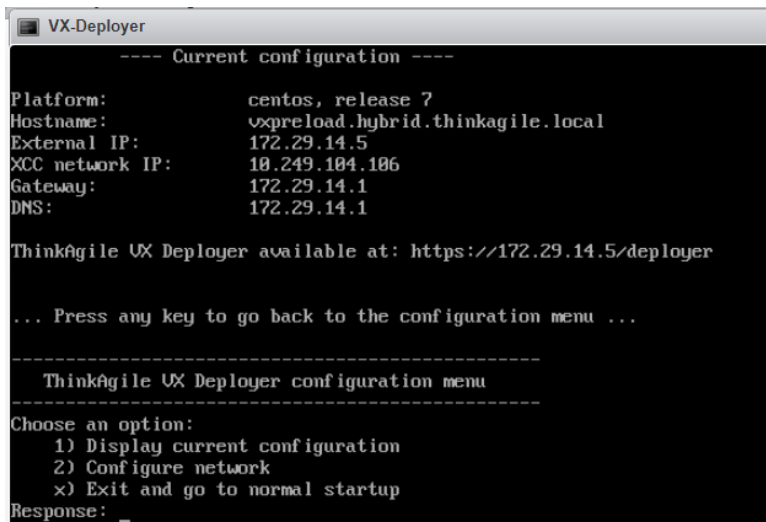 VX-Deployer
---- Current configuration ----
Platform: centos, release 7
Hostname: vxpreload.hybrid.thinkagile.local
External IP: 172.29.14.5
XCC network IP: 10.249.104.106
Gateway: 172.29.14.1
DNS: 172.29.14.1
ThinkAgile VX Deployer available at: https://172.29.14.5/deployer
... Press any key to go back to the configuration menu ...
--------------------------------------------------
ThinkAgile VX Deployer configuration menu
--------------------------------------------------
Choose an option:
1) Display current configuration
2) Configure network
x) Exit and go to normal startup
Response: _